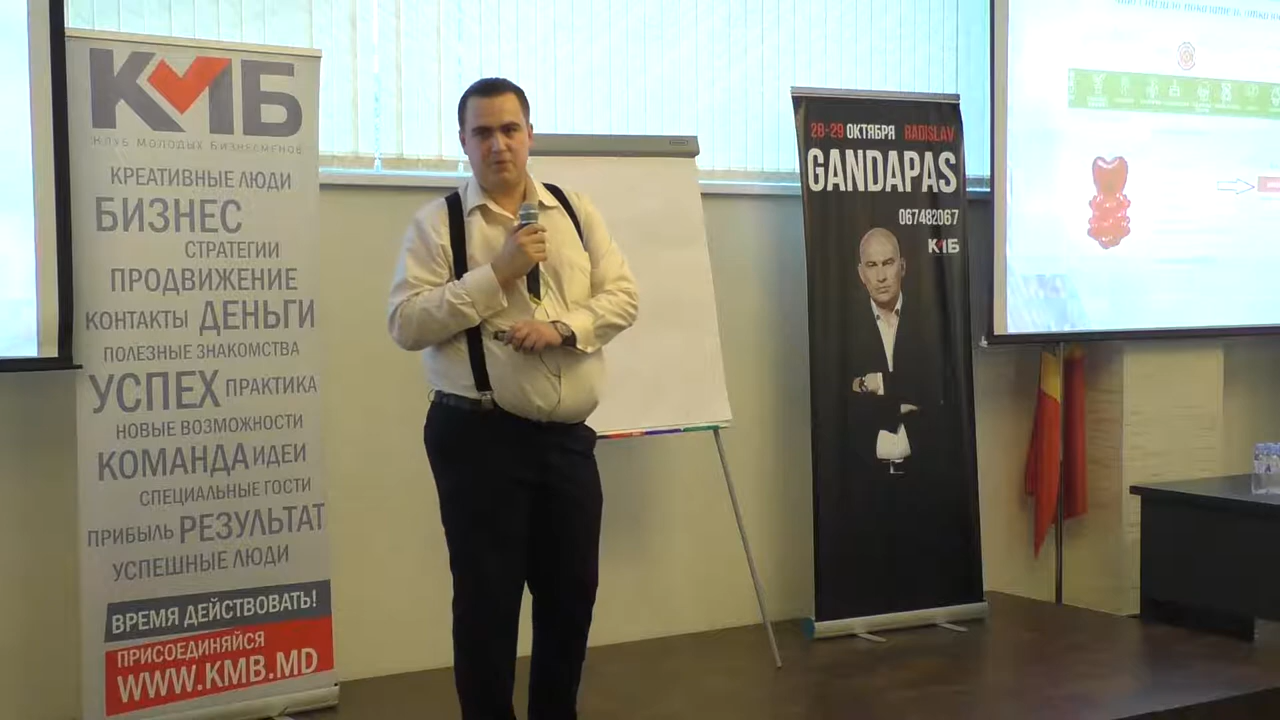 КМБ
КЛУБ МОЛОДЫХ БИЗНЕСМЕНОВ
КРЕАТИВНЫЕ ЛЮДИ
БИЗНЕС
СТРАТЕГИИ
ПРОДВИЖЕНИЕ
КОНТАКТЫ ДЕНЬГИ
ПОЛЕЗНЫЕ ЗНАКОМСТВА
УСПЕХ ПРАКТИКА
НОВЫЕ ВОЗМОЖНОСТИ
КОМАНДА ИДЕИ
СПЕЦИАЛЬНЫЕ ГОСТИ
ПРИБЫЛЬ РЕЗУЛЬТАТ
УСПЕШНЫЕ ЛЮДИ
ВРЕМЯ ДЕЙСТВОВАТЬ!
ПРИСОЕДИНЯЙСЯ
WWW.KMB.MD
28-29 ОКТЯБРЯ RADISLAV
GANDAPAS
067482067
КМБ